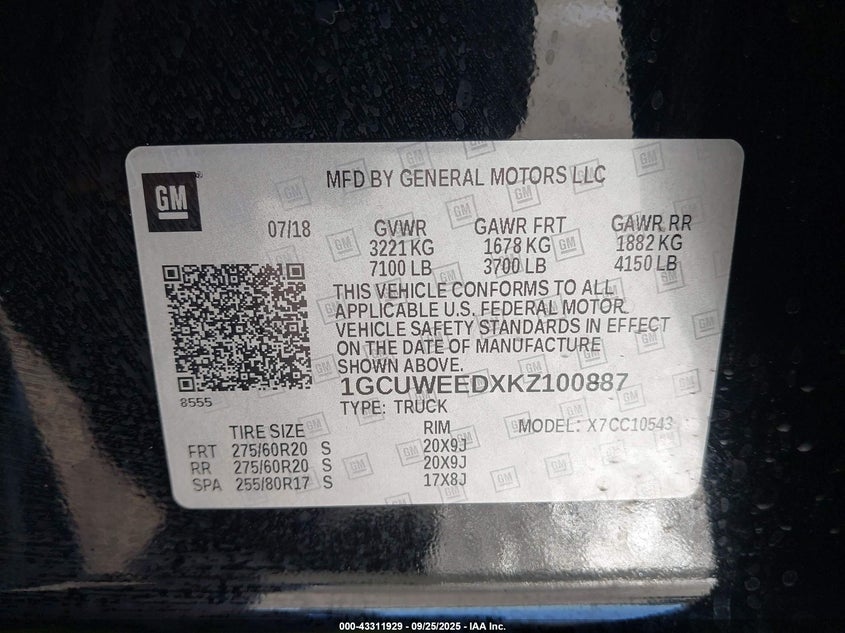 GM
MFD BY GENERAL MOTORS LLC
07/18 GVWR GAWR FRT GAWR RR
3221 KG 1678 KG 1882 KG
7100 LB 3700 LB 4150 LB
THIS VEHICLE CONFORMS TO ALL
APPLICABLE U.S. FEDERAL MOTOR
VEHICLE SAFETY STANDARDS IN EFFECT
ON THE DATE OF MANUFACTURE
SHOWN ABOVE.
1GCUWEEDXKZ100887
8555
TYPE: TRUCK
MODEL: X7CC10543
TIRE SIZE RIM
FRT 275/60R20 S 20X9J
RR 275/60R20 S 20X9J
SPA 255/80R17 S 17X8J
000-43311929 - 09/25/2025 - IAA Inc.